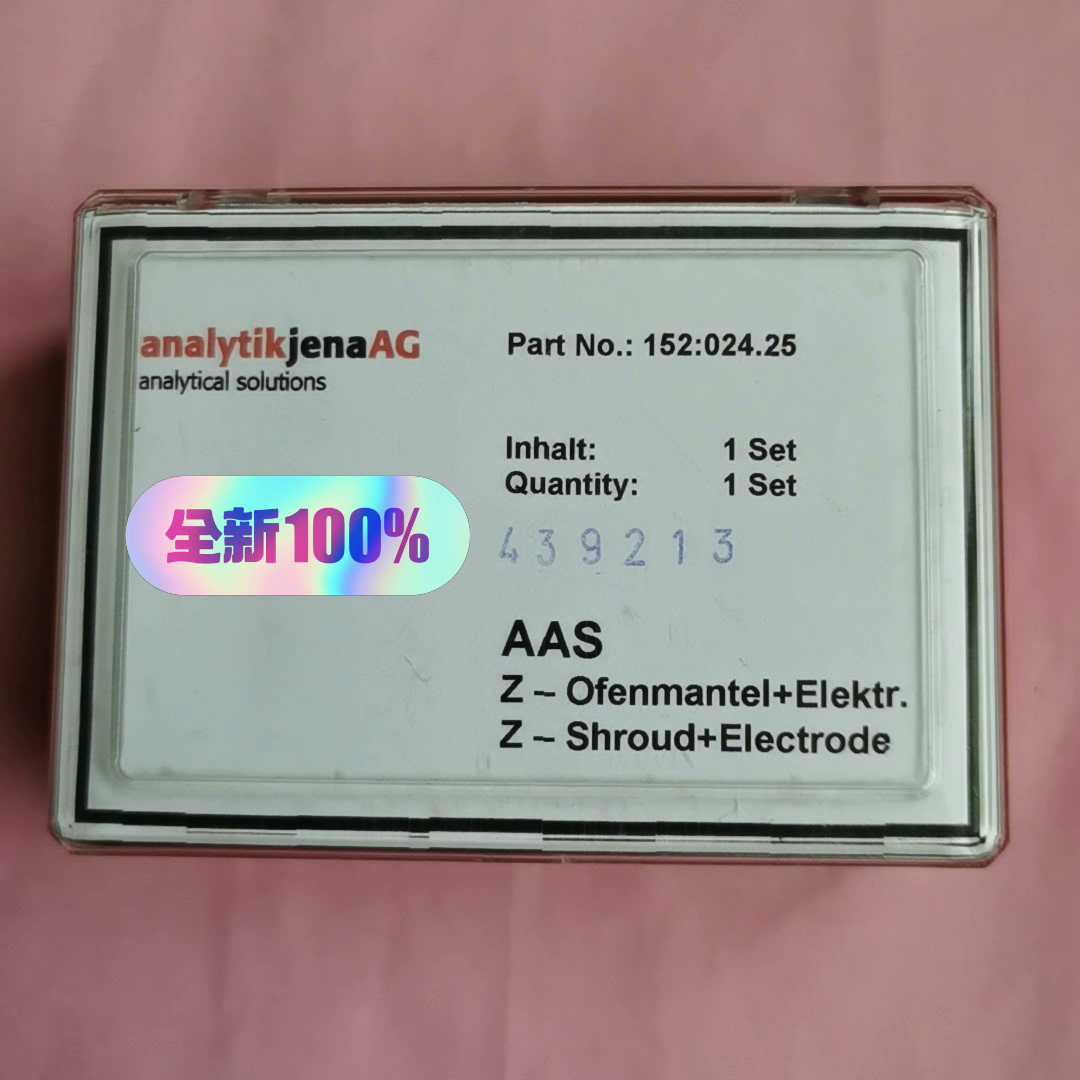 analytikjenaAG
analytical solutions
Part No.: 152:024.25
Inhalt: 1 Set
Quantity: 1 Set
全新100%
439213
AAS
Z – Ofenmantel+Elektr.
Z – Shroud+Electrode